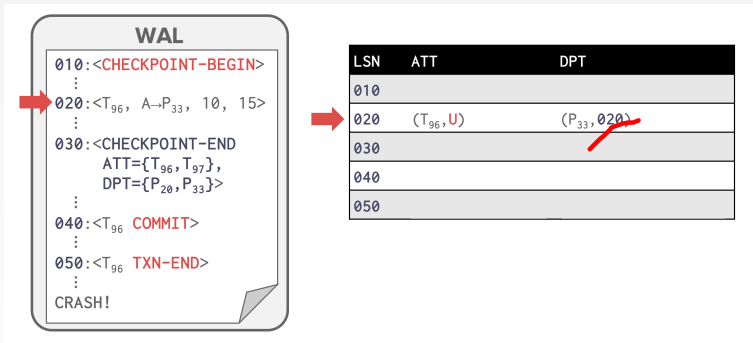 WAL
010:<CHECKPOINT-BEGIN>
⋮
020:<T₉₆, A→P₃₃, 10, 15>
⋮
030:<CHECKPOINT-END
ATT={T₉₆,T₉₇},
DPT={P₂₀,P₃₃}>
⋮
040:<T₉₆ COMMIT>
⋮
050:<T₉₆ TXN-END>
⋮
CRASH!
LSN ATT DPT
010
020 (T₉₆,U) (P₃₃,020)
030
040
050